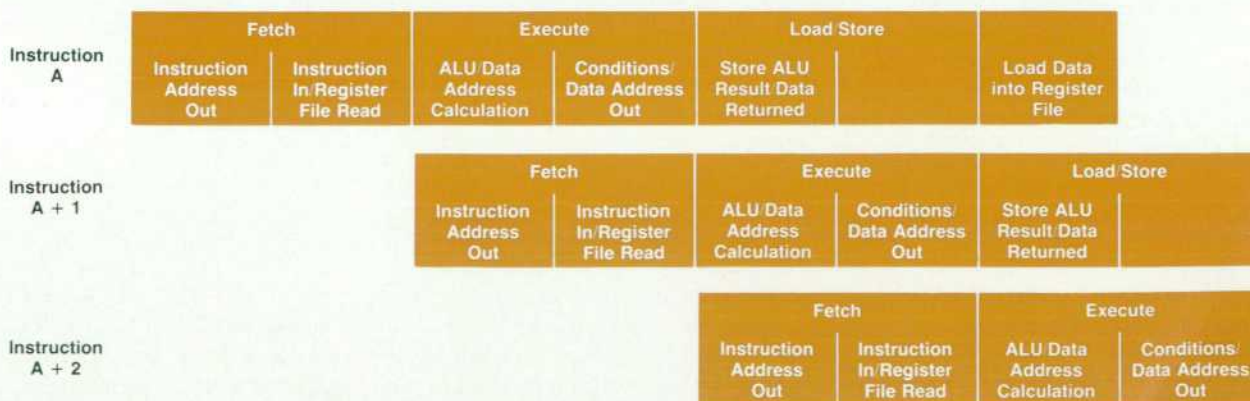 Fetch Execute Load/Store
Instruction
A
Instruction
Address
Out
Instruction
In/Register
File Read
ALU/Data
Address
Calculation
Conditions/
Data Address
Out
Store ALU
Result/Data
Returned
Load Data
into Register
File
Fetch Execute Load/Store
Instruction
A + 1
Instruction
Address
Out
Instruction
In/Register
File Read
ALU/Data
Address
Calculation
Conditions/
Data Address
Out
Store ALU
Result/Data
Returned
Fetch Execute
Instruction
A + 2
Instruction
Address
Out
Instruction
In/Register
File Read
ALU/Data
Address
Calculation
Conditions/
Data Address
Out